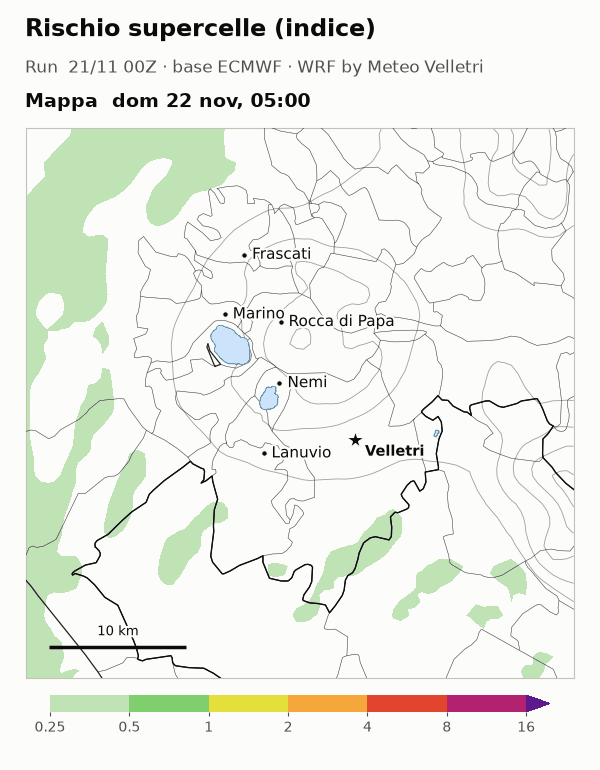 Rischio supercelle (indice)
Run  21/11 00Z · base ECMWF · WRF by Meteo Velletri
Mappa  dom 22 nov, 05:00
Frascati
Marino
Rocca di Papa
Nemi
Velletri
Lanuvio
10 km
0.25 0.5 1 2 4 8 16